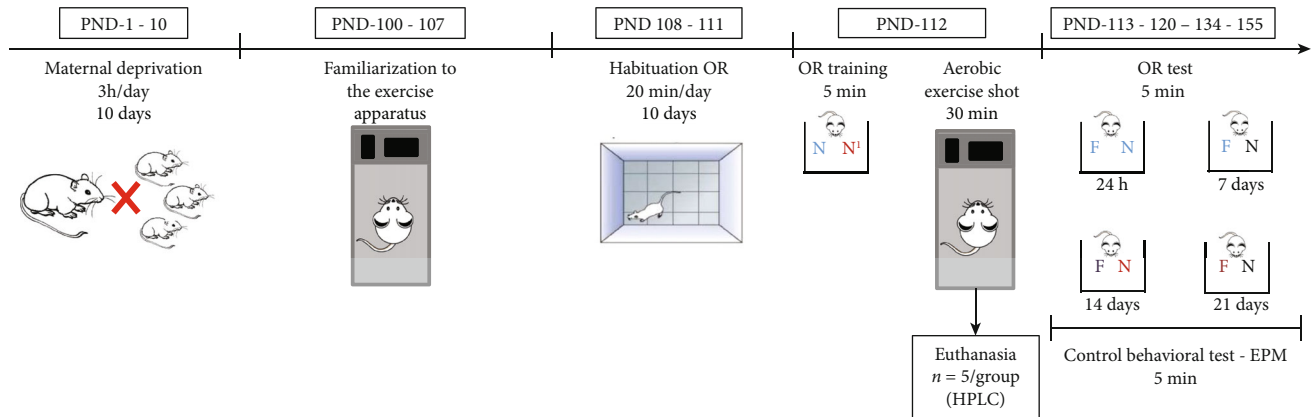 PND-1 - 10
PND-100 - 107
PND 108 - 111
PND-112
PND-113 - 120 – 134 - 155
Maternal deprivation
3h/day
10 days
Familiarization to
the exercise
apparatus
Habituation OR
20 min/day
10 days
OR training
5 min
N N¹
Aerobic
exercise shot
30 min
Euthanasia
n = 5/group
(HPLC)
OR test
5 min
F N
24 h
F N
7 days
F N
14 days
F N
21 days
Control behavioral test - EPM
5 min